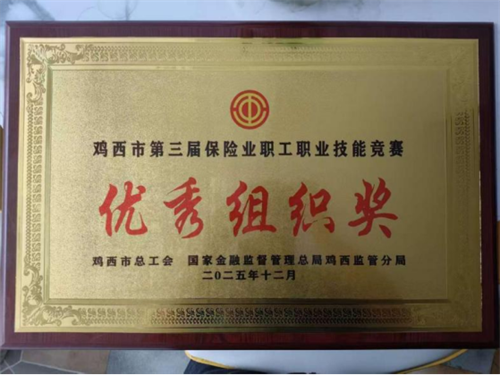 鸡西市第三届保险业职工职业技能竞赛
优秀组织奖
鸡西市总工会 国家金融监督管理总局鸡西监管分局
二〇二五年十二月